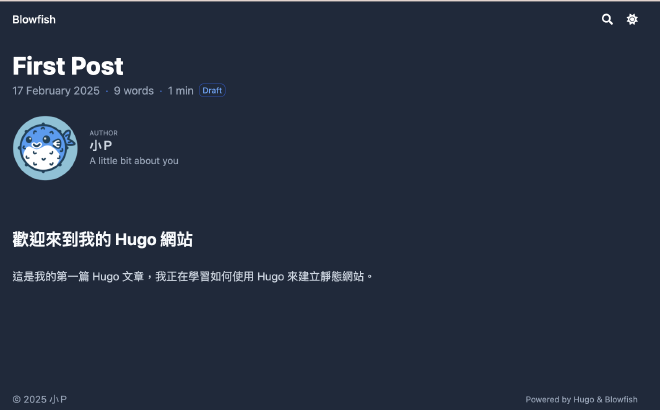 Blowfish
First Post
17 February 2025 · 9 words · 1 min Draft
AUTHOR
小P
A little bit about you
歡迎來到我的 Hugo 網站
這是我的第一篇 Hugo 文章，我正在學習如何使用 Hugo 來建立靜態網站。
© 2025 小P
Powered by Hugo & Blowfish